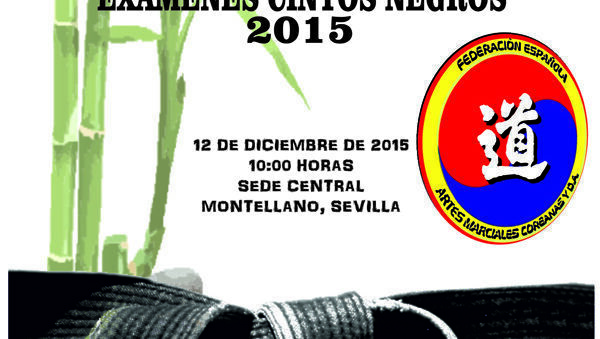 EXÁMENES CINTOS NEGROS
2015
12 DE DICIEMBRE DE 2015
10:00 HORAS
SEDE CENTRAL
MONTELLANO, SEVILLA
FEDERACIÓN ESPAÑOLA
道
ARTES MARCIALES COREANAS Y D.A.